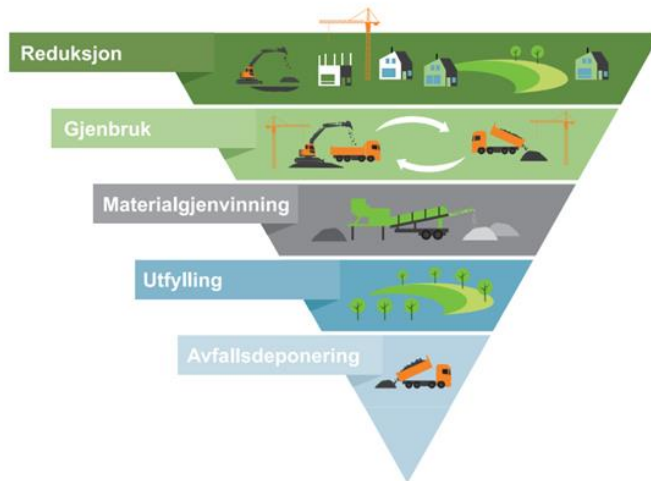 Reduksjon
Gjenbruk
Materialgjenvinning
Utfylling
Avfallsdeponering